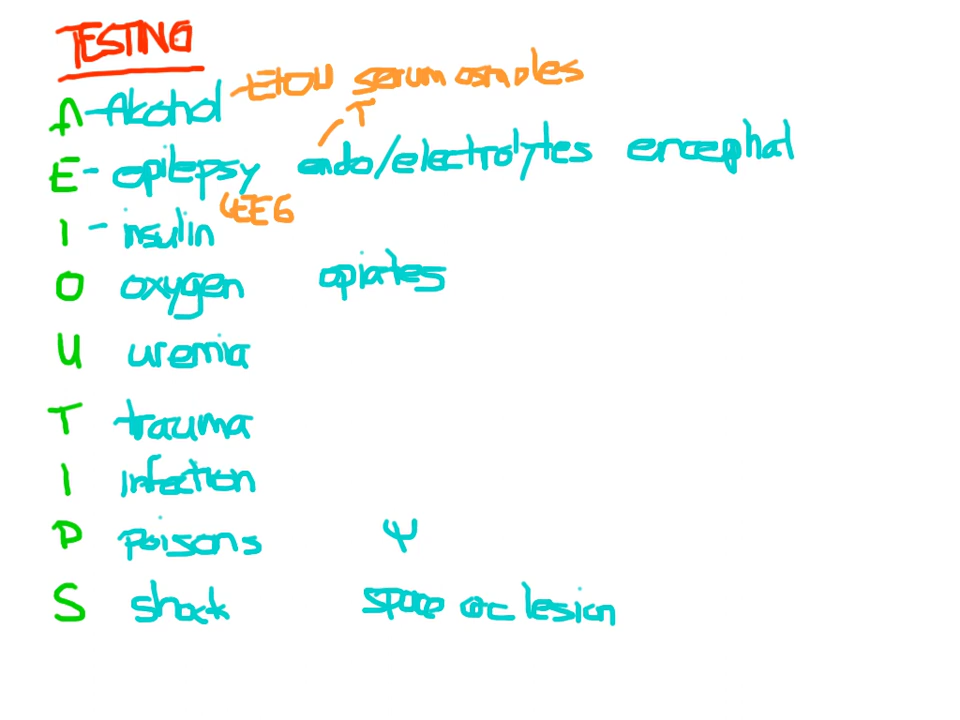 TESTING
A - Alcohol - EtOH serum osmoles
T
E - epilepsy endo/electrolytes encephal
EEG
I - insulin
O oxygen opiates
U uremia
T trauma
I infection
P poisons Ψ
S shock space occ lesion